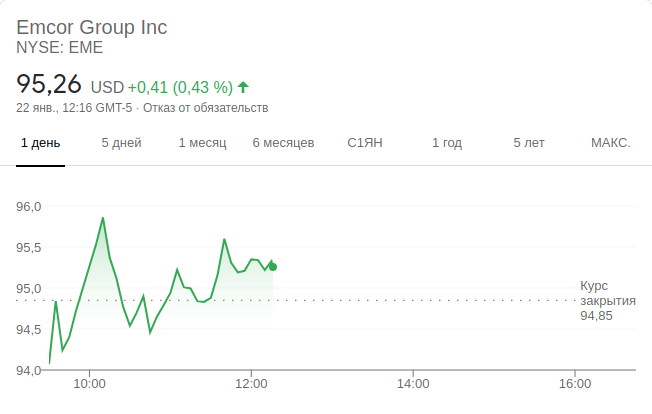 Emcor Group Inc
NYSE: EME
95,26 USD +0,41 (0,43 %)
22 янв., 12:16 GMT-5 · Отказ от обязательств
1 день 5 дней 1 месяц 6 месяцев С1ЯН 1 год 5 лет МАКС.
96,0
95,5
95,0
94,5
94,0
Курс
закрытия
94,85
10:00 12:00 14:00 16:00